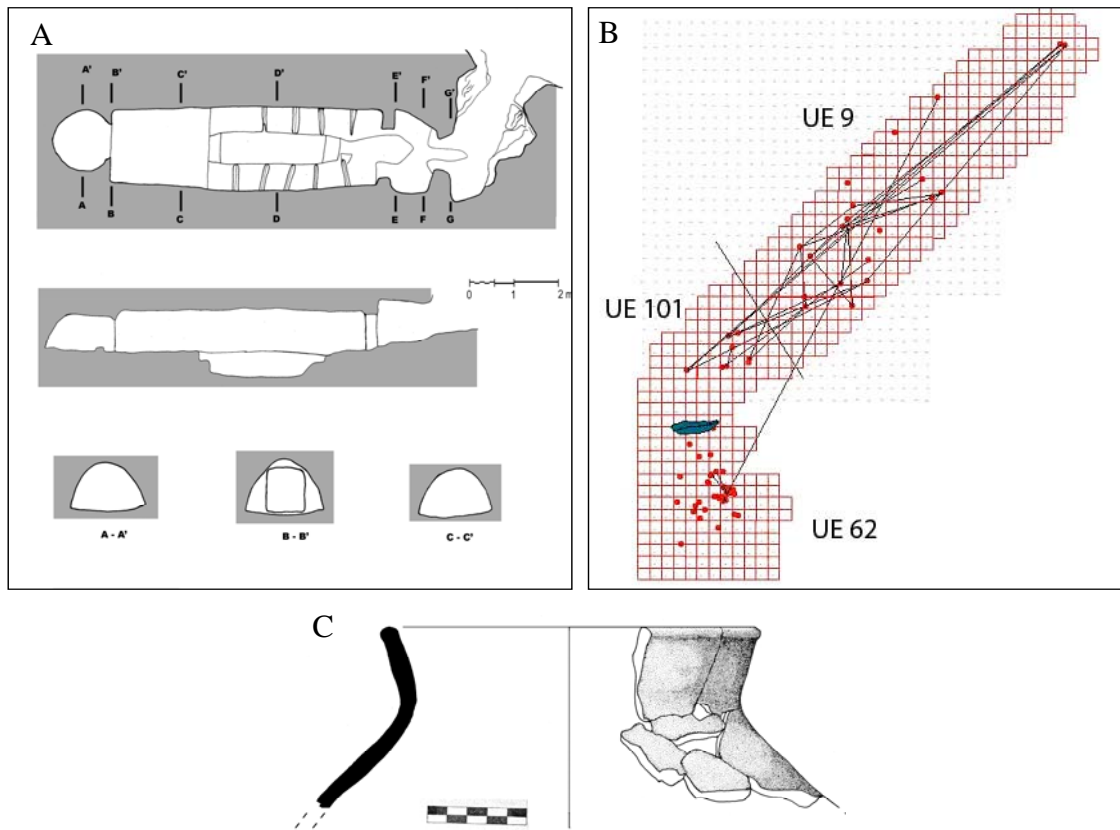 A
A' B' C' D' E' F' G'
A B C D E F G
0 1 2 m
A - A' B - B' C - C'
B
UE 9
UE 101
UE 62
C